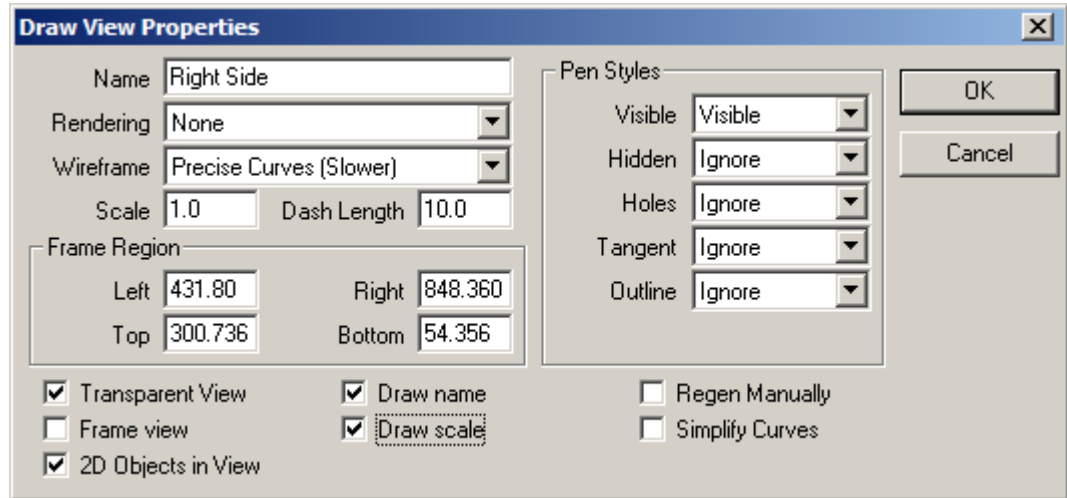 Draw View Properties
Name Right Side
Rendering None
Wireframe Precise Curves (Slower)
Scale 1.0 Dash Length 10.0
Frame Region
Left 431.80 Right 848.360
Top 300.736 Bottom 54.356
Pen Styles
Visible Visible
Hidden Ignore
Holes Ignore
Tangent Ignore
Outline Ignore
OK
Cancel
Transparent View Draw name Regen Manually
Frame view Draw scale Simplify Curves
2D Objects in View